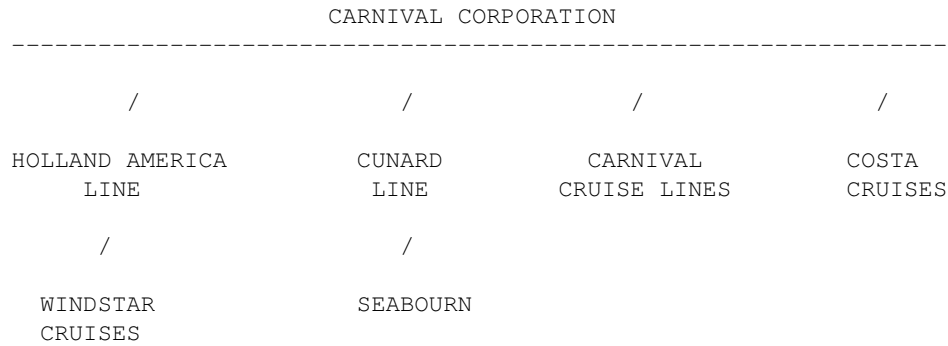 CARNIVAL CORPORATION
-----------------------------------------------------------------
/ / / /
HOLLAND AMERICA CUNARD CARNIVAL COSTA
LINE LINE CRUISE LINES CRUISES
/ /
WINDSTAR SEABOURN
CRUISES